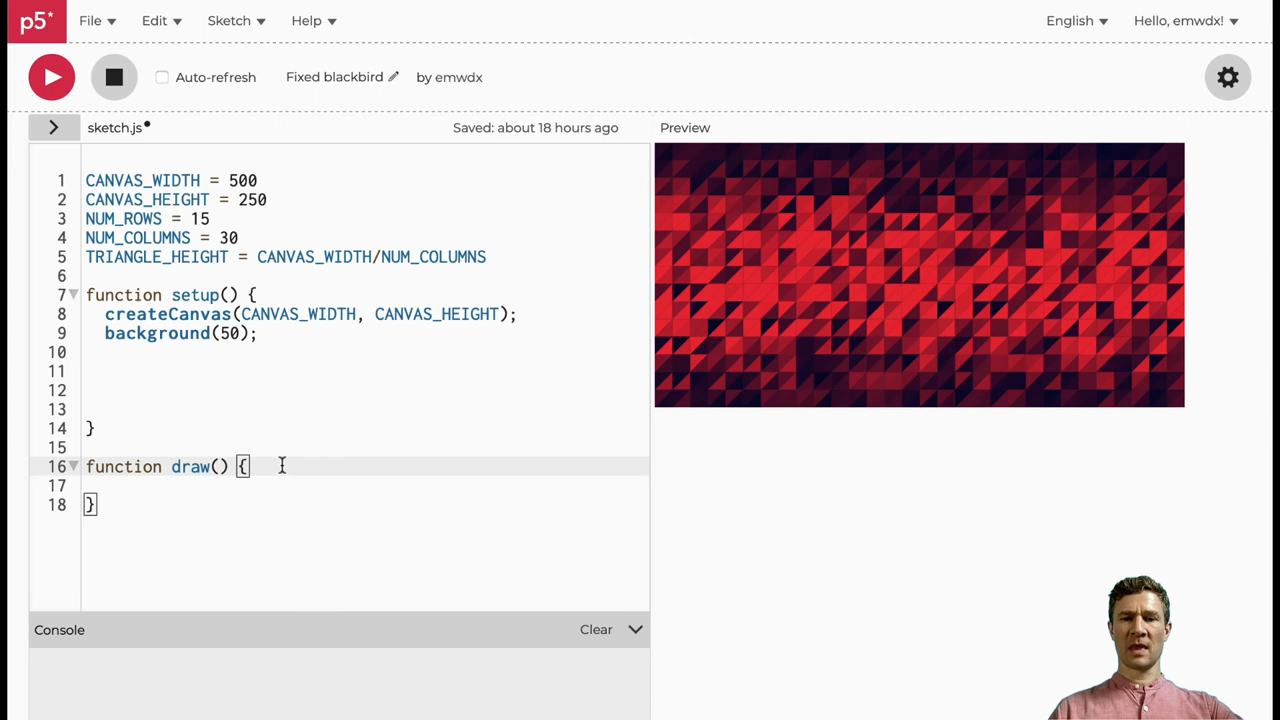 p5* File Edit Sketch Help English Hello, emwdx!
Auto-refresh Fixed blackbird by emwdx
> sketch.js• Saved: about 18 hours ago Preview
1 CANVAS_WIDTH = 500
2 CANVAS_HEIGHT = 250
3 NUM_ROWS = 15
4 NUM_COLUMNS = 30
5 TRIANGLE_HEIGHT = CANVAS_WIDTH/NUM_COLUMNS
6
7 function setup() {
8 createCanvas(CANVAS_WIDTH, CANVAS_HEIGHT);
9 background(50);
10
11
12
13
14 }
15
16 function draw() {
17
18 }
Console Clear